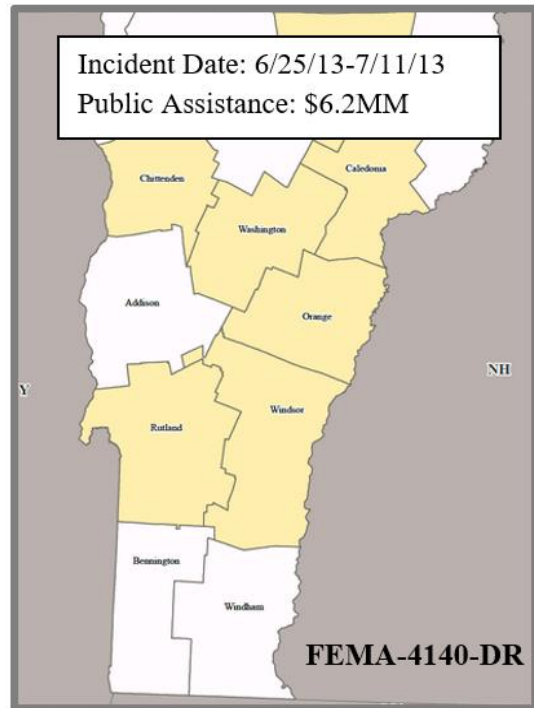 Incident Date: 6/25/13-7/11/13
Public Assistance: $6.2MM
Chittenden
Caledonia
Washington
Addison
Orange
Y
NH
Windsor
Rutland
Bennington
Windham
FEMA-4140-DR